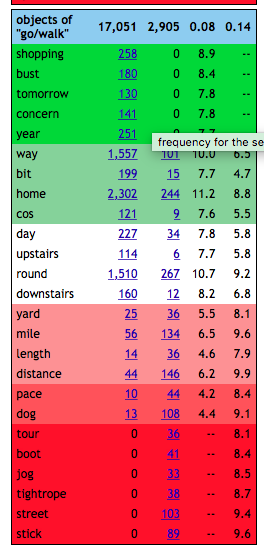 objects of "go/walk" 17,051 2,905 0.08 0.14
shopping 258 0 8.9 --
bust 180 0 8.4 --
tomorrow 130 0 7.8 --
concern 141 0 7.8 --
year 251
frequency for the se
way 1,557 101 10.0 6.5
bit 199 15 7.7 4.7
home 2,302 244 11.2 8.8
cos 121 9 7.6 5.5
day 227 34 7.8 5.8
upstairs 114 6 7.7 5.8
round 1,510 267 10.7 9.2
downstairs 160 12 8.2 6.8
yard 25 36 5.5 8.1
mile 56 134 6.5 9.6
length 14 36 4.6 7.9
distance 44 146 6.2 9.9
pace 10 44 4.2 8.4
dog 13 108 4.4 9.1
tour 0 36 -- 8.1
boot 0 41 -- 8.4
jog 0 33 -- 8.5
tightrope 0 38 -- 8.7
street 0 103 -- 9.4
stick 0 89 -- 9.6